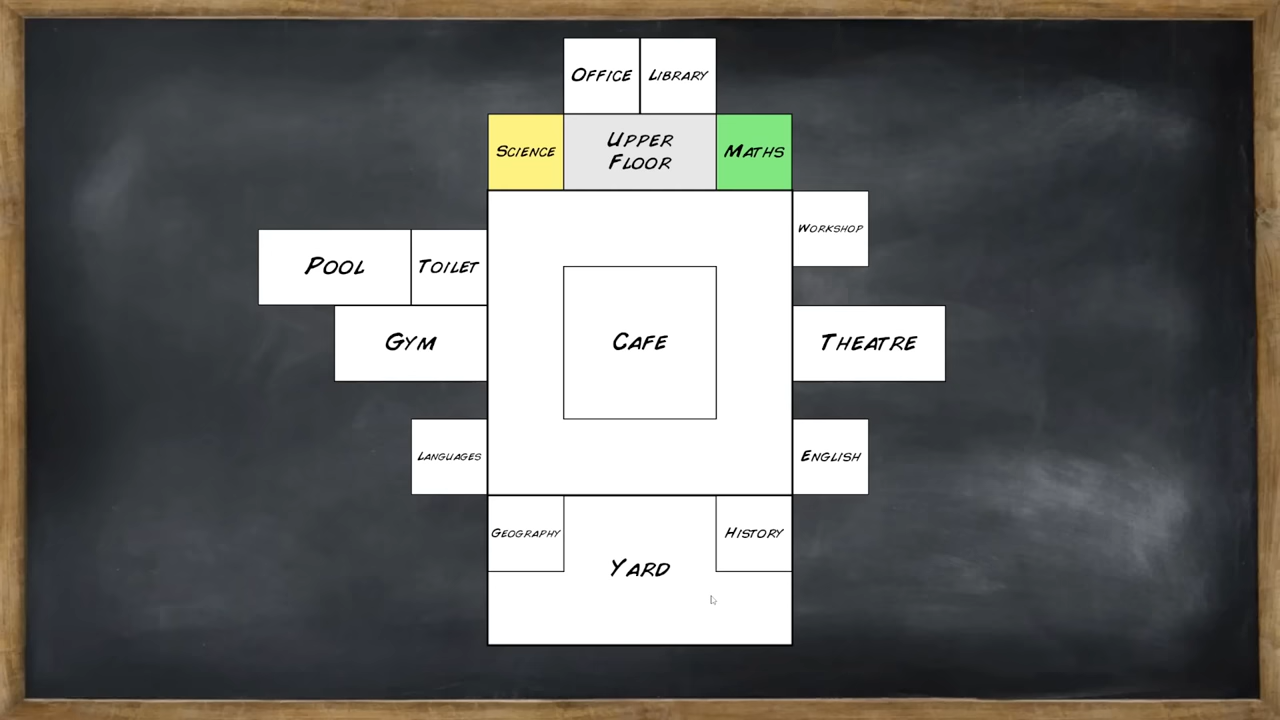 Office
Library
Science
Upper
Floor
Maths
Workshop
Pool
Toilet
Gym
Cafe
Theatre
Languages
English
Geography
History
Yard